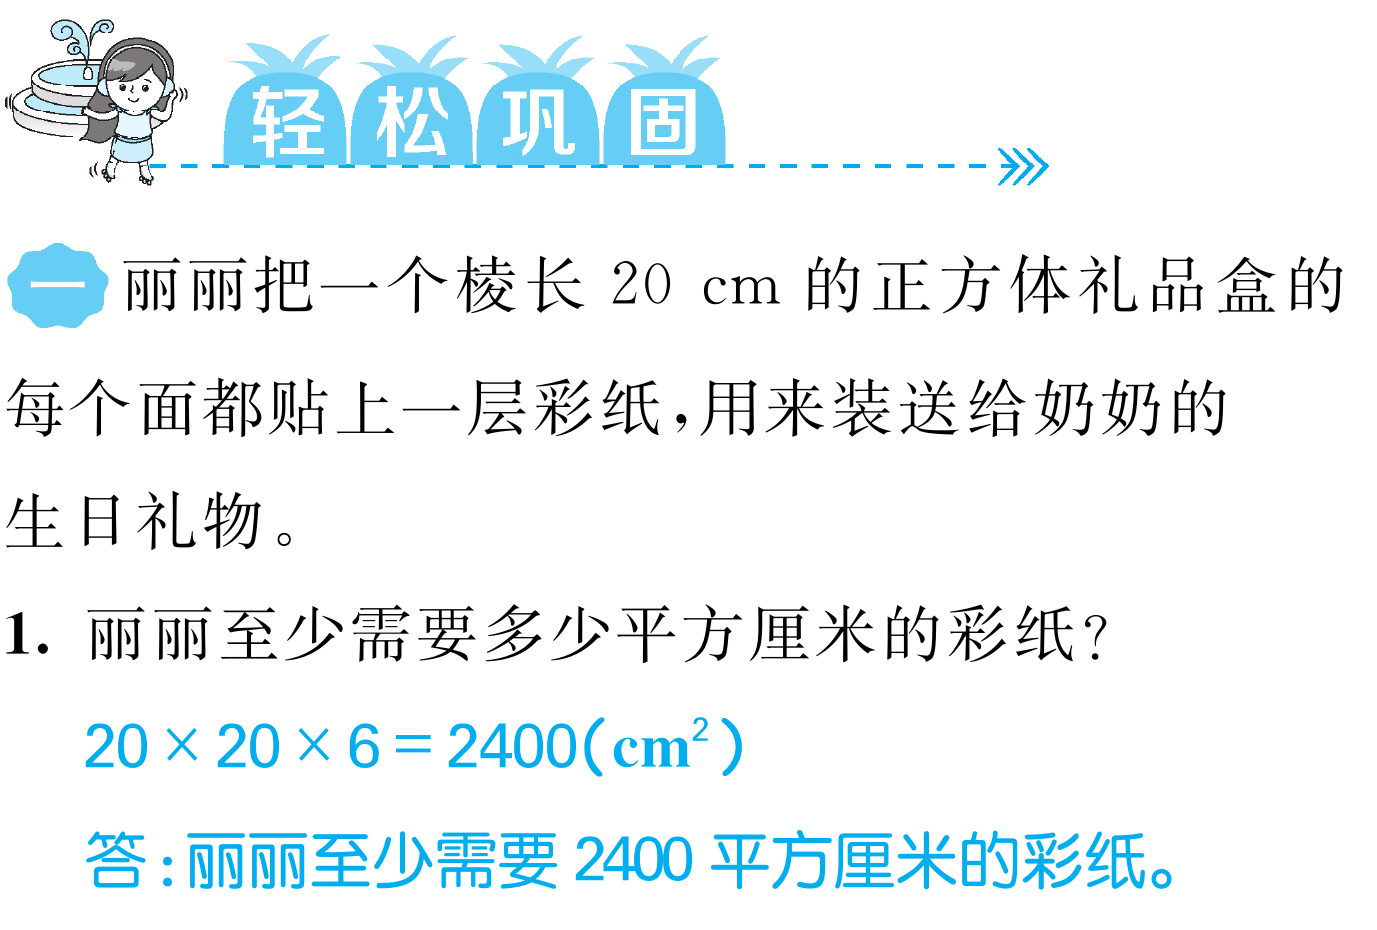 轻松巩固
一 丽丽把一个棱长 20 cm 的正方体礼品盒的
每个面都贴上一层彩纸,用来装送给奶奶的
生日礼物。
1. 丽丽至少需要多少平方厘米的彩纸?
20×20×6=2400(cm²)
答:丽丽至少需要 2400 平方厘米的彩纸。